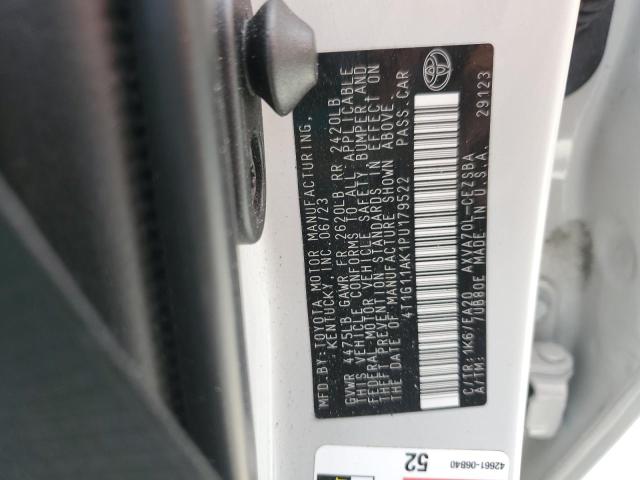 MFD.BY:TOYOTA MOTOR MANUFACTURING,
KENTUCKY, INC. 06/23
GVWR 4475LB GAWR FR 2620LB RR 2420LB
THIS VEHICLE CONFORMS TO ALL APPLICABLE
FEDERAL MOTOR VEHICLE SAFETY, BUMPER,AND
THEFT PREVENTION STANDARDS IN EFFECT ON
THE DATE OF MANUFACTURE SHOWN ABOVE.
4T1G11AK1PU179522 PASS.CAR
C/TR:1K6/EA20 AXVA70L-CEZSBA
A/TM: /UB80E MADE IN U.S.A. 29123
52
42661-06B40